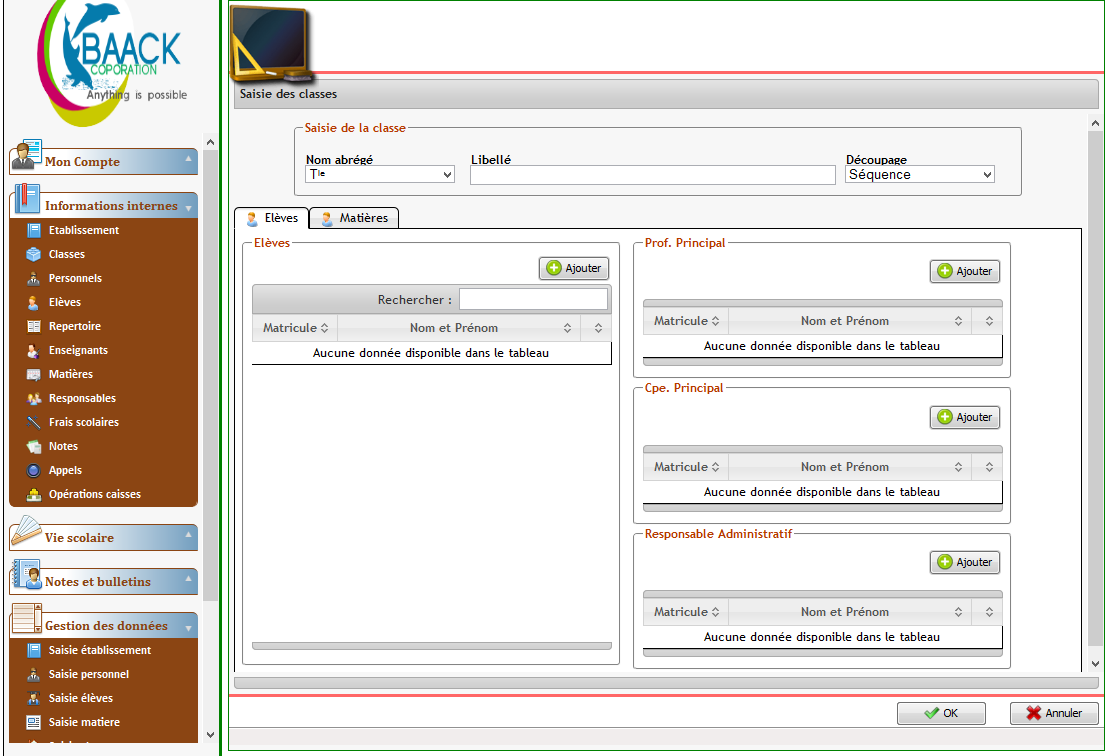 BAACK
COPORATION
Anything is possible
Mon Compte
Informations internes
Etablissement
Classes
Personnels
Elèves
Repertoire
Enseignants
Matières
Responsables
Frais scolaires
Notes
Appels
Opérations caisses
Vie scolaire
Notes et bulletins
Gestion des données
Saisie établissement
Saisie personnel
Saisie élèves
Saisie matiere
Saisie des classes
Saisie de la classe
Nom abrégé
Libellé
Découpage
Tˡᵉ
Séquence
Elèves
Matières
Elèves
Ajouter
Rechercher :
Matricule
Nom et Prénom
Aucune donnée disponible dans le tableau
Prof. Principal
Ajouter
Matricule
Nom et Prénom
Aucune donnée disponible dans le tableau
Cpe. Principal
Ajouter
Matricule
Nom et Prénom
Aucune donnée disponible dans le tableau
Responsable Administratif
Ajouter
Matricule
Nom et Prénom
Aucune donnée disponible dans le tableau
OK
Annuler